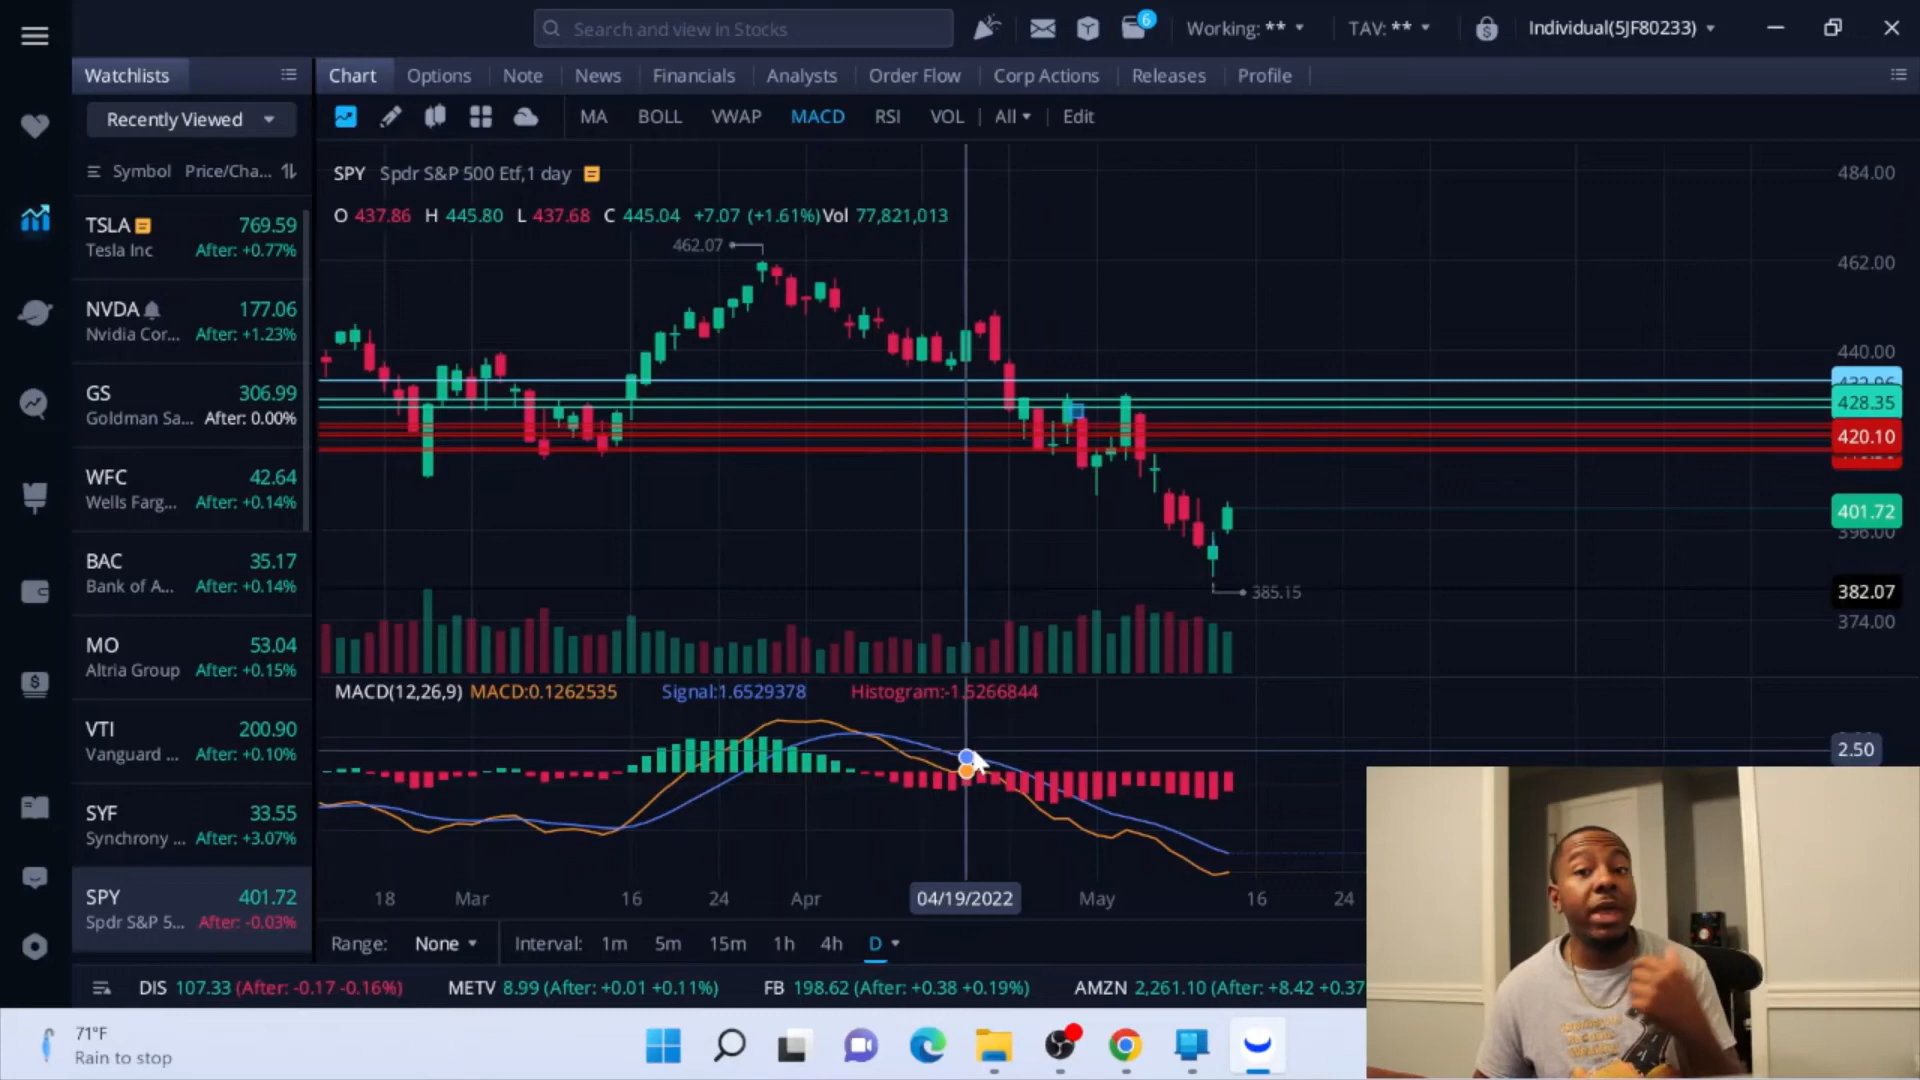 Search and view in Stocks
6
Working: **
TAV: **
Individual(5JF80233)
Watchlists
Chart
Options
Note
News
Financials
Analysts
Order Flow
Corp Actions
Releases
Profile
Recently Viewed
MA
BOLL
VWAP
MACD
RSI
VOL
All
Edit
Symbol
Price/Cha...
SPY Spdr S&P 500 Etf,1 day
O 437.86 H 445.80 L 437.68 C 445.04 +7.07 (+1.61%)Vol 77,821,013
TSLA 769.59
Tesla Inc After: +0.77%
NVDA 177.06
Nvidia Cor... After: +1.23%
GS 306.99
Goldman Sa... After: 0.00%
WFC 42.64
Wells Farg... After: +0.14%
BAC 35.17
Bank of A... After: +0.14%
MO 53.04
Altria Group After: +0.15%
VTI 200.90
Vanguard ... After: +0.10%
SYF 33.55
Synchrony ... After: +3.07%
SPY 401.72
Spdr S&P 5... After: -0.03%
462.07
385.15
484.00
462.00
440.00
428.35
420.10
401.72
396.00
382.07
374.00
MACD(12,26,9) MACD:0.1262535 Signal:1.6529378 Histogram:-1.5266844
2.50
18
Mar
16
24
Apr
04/19/2022
May
16
24
Range: None
Interval: 1m 5m 15m 1h 4h D
DIS 107.33 (After: -0.17 -0.16%)
METV 8.99 (After: +0.01 +0.11%)
FB 198.62 (After: +0.38 +0.19%)
AMZN 2,261.10 (After: +8.42 +0.37
71°F
Rain to stop